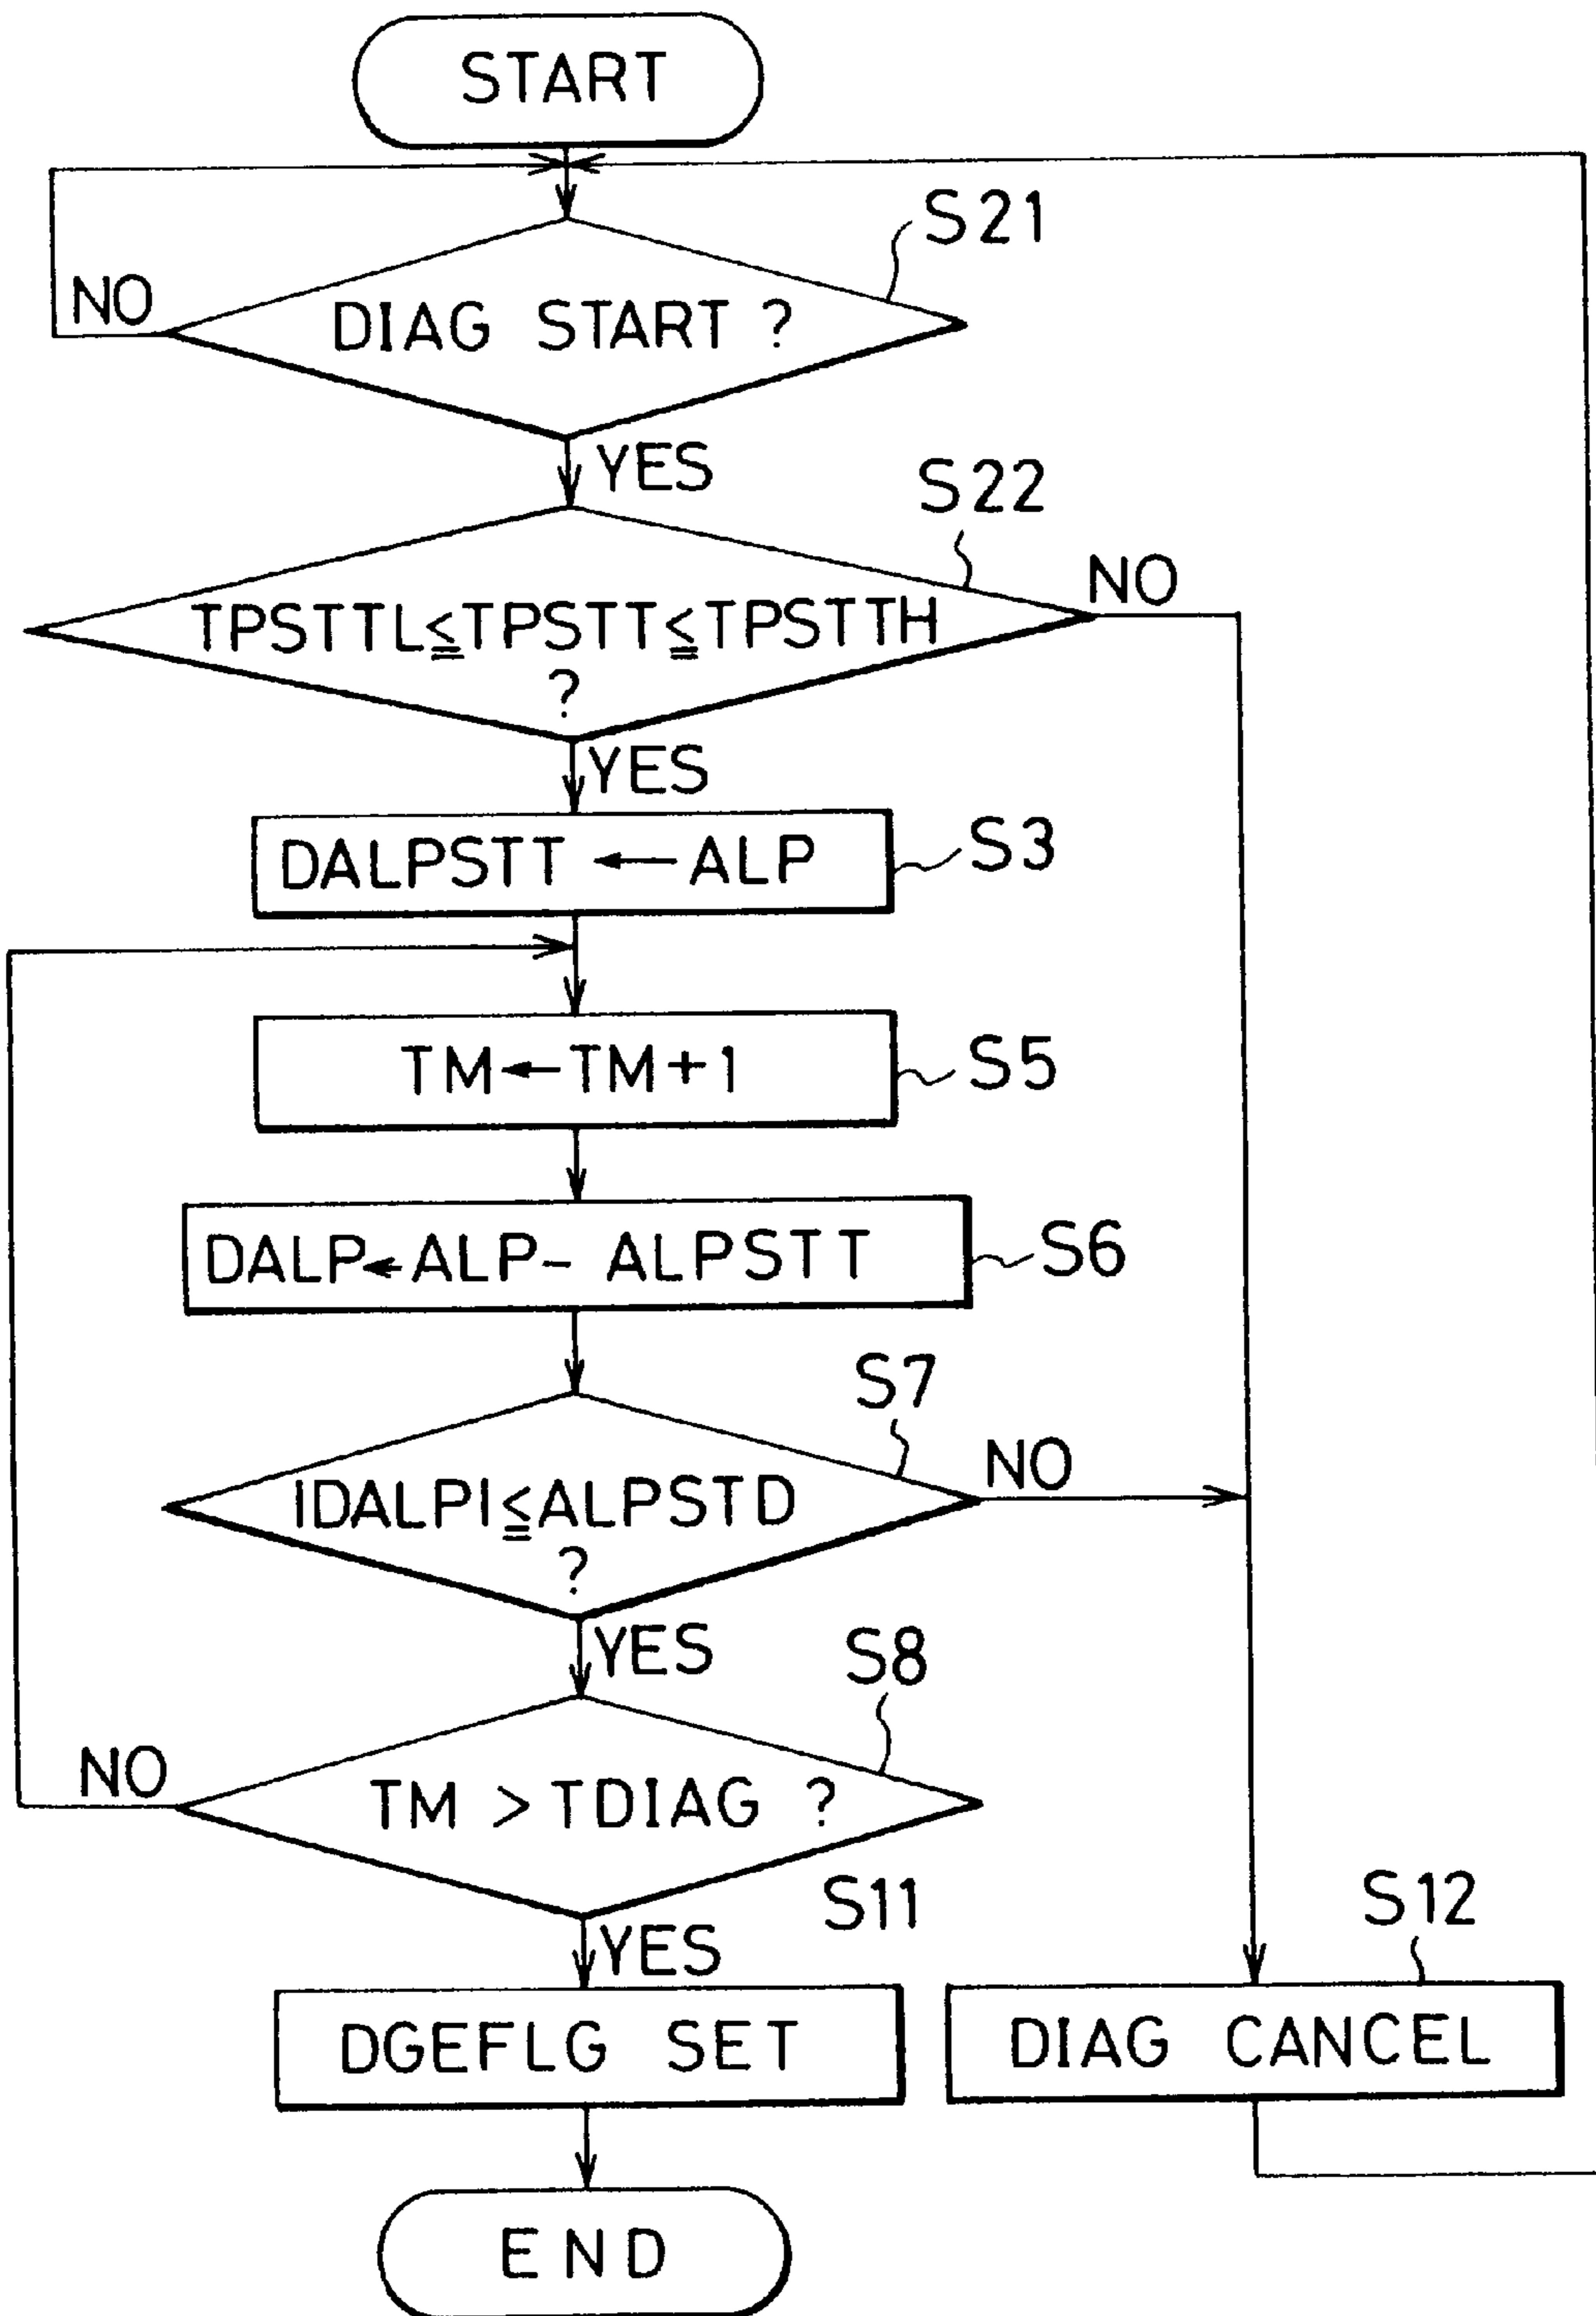 START
S21
NO
DIAG START ?
YES
S22
NO
TPSTTL≦TPSTT≦TPSTTH
?
YES
DALPSTT ← ALP
S3
TM←TM+1
S5
DALP←ALP- ALPSTT
S6
S7
NO
|DALP|≦ALPSTD
?
YES
S8
NO
TM > TDIAG ?
S11
YES
S12
DGEFLG SET
DIAG CANCEL
END